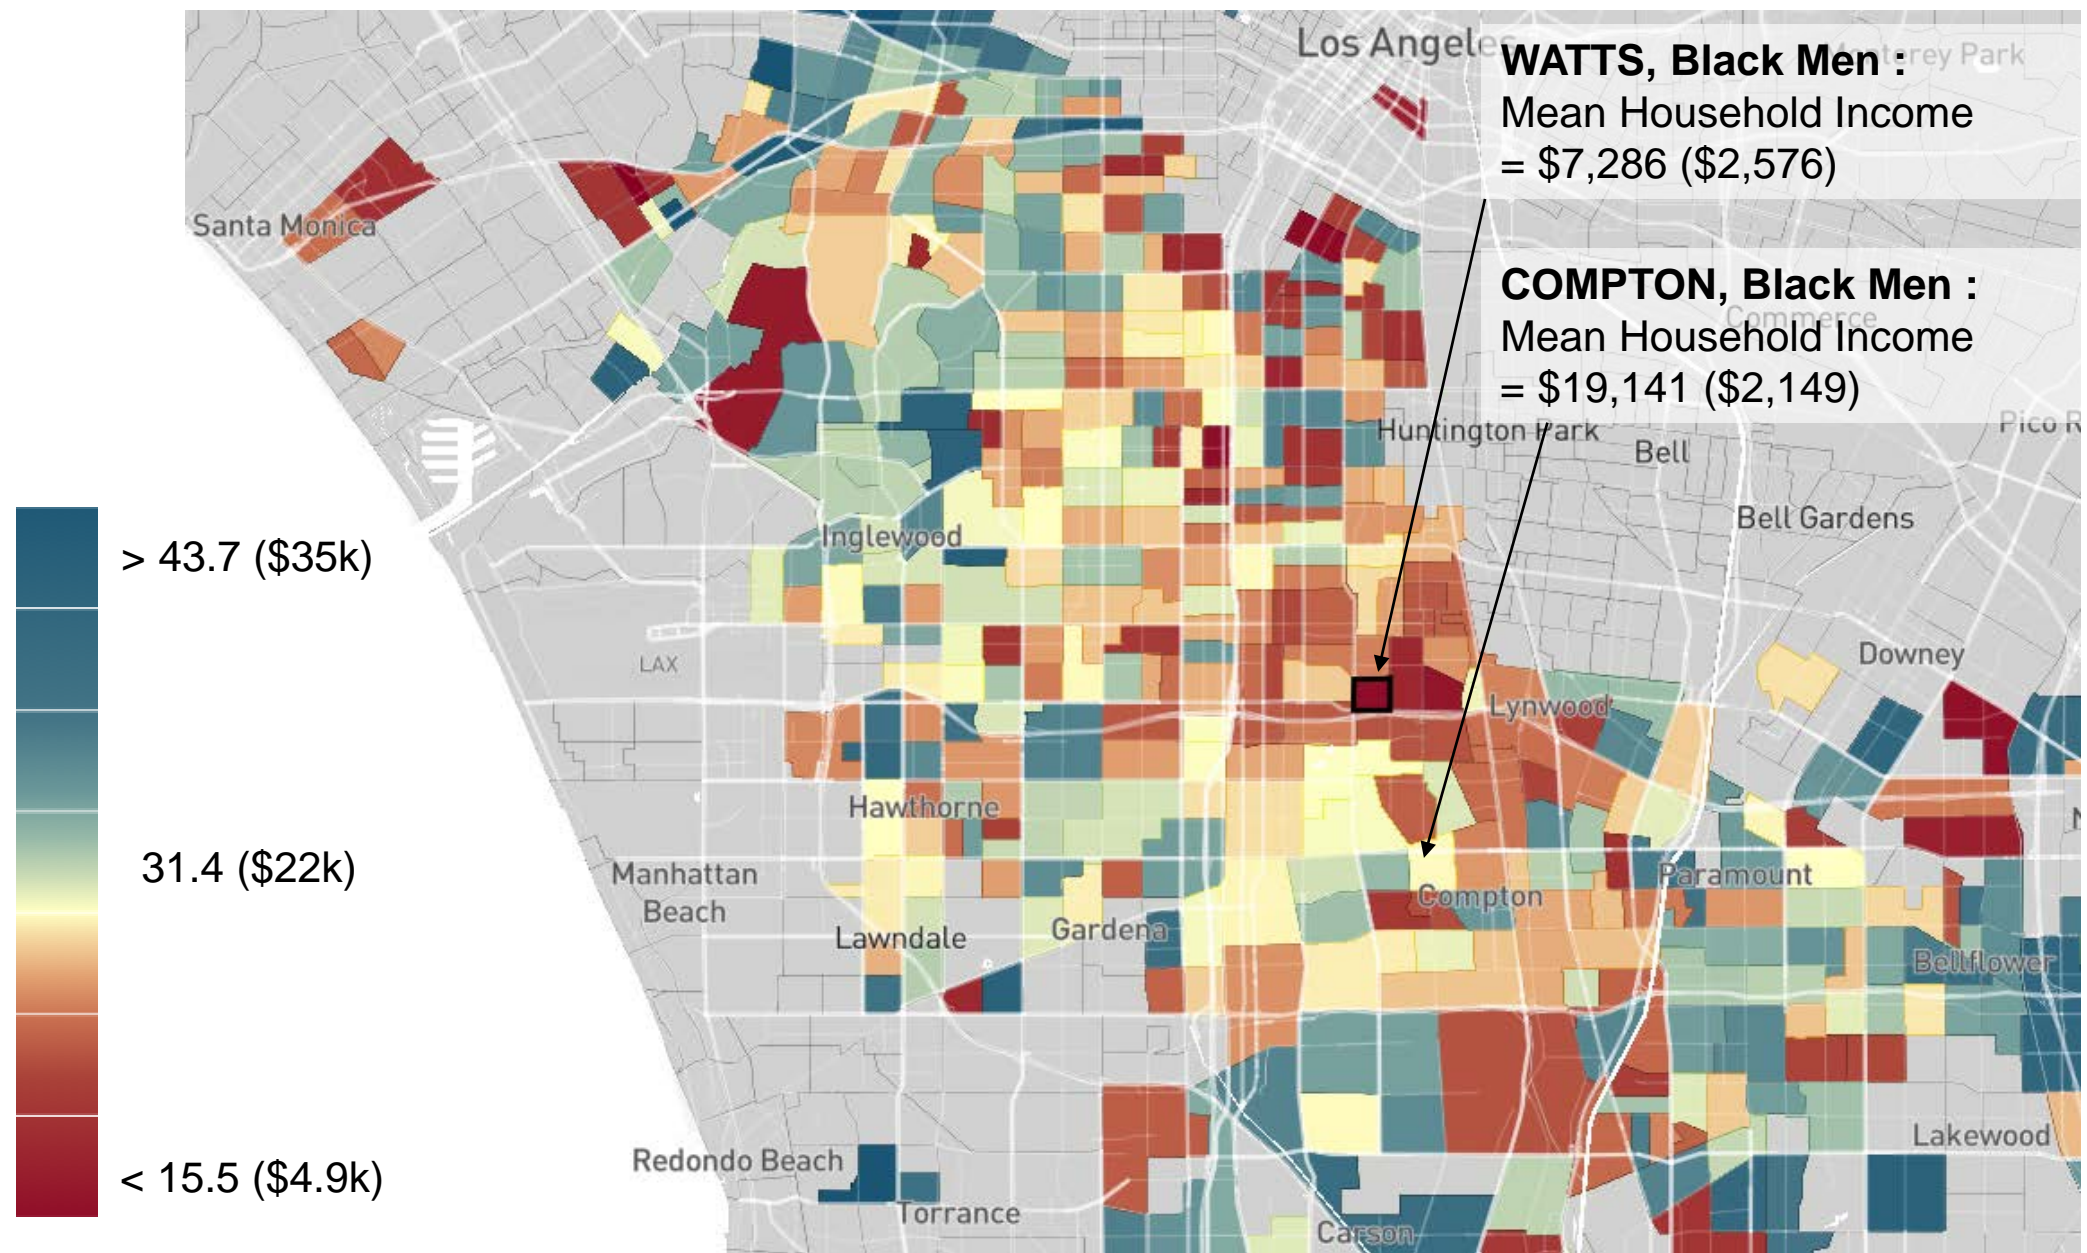 Los Angeles
Monterey Park
WATTS, Black Men :
Mean Household Income
= $7,286 ($2,576)
Santa Monica
COMPTON, Black Men :
Commerce
Mean Household Income
= $19,141 ($2,149)
Huntington Park
Pico R
Bell
Bell Gardens
Inglewood
> 43.7 ($35k)
LAX
Downey
Lynwood
Hawthorne
31.4 ($22k)
Manhattan
Beach
Paramount
Compton
Lawndale
Gardena
Bellflower
< 15.5 ($4.9k)
Redondo Beach
Lakewood
Torrance
Carson